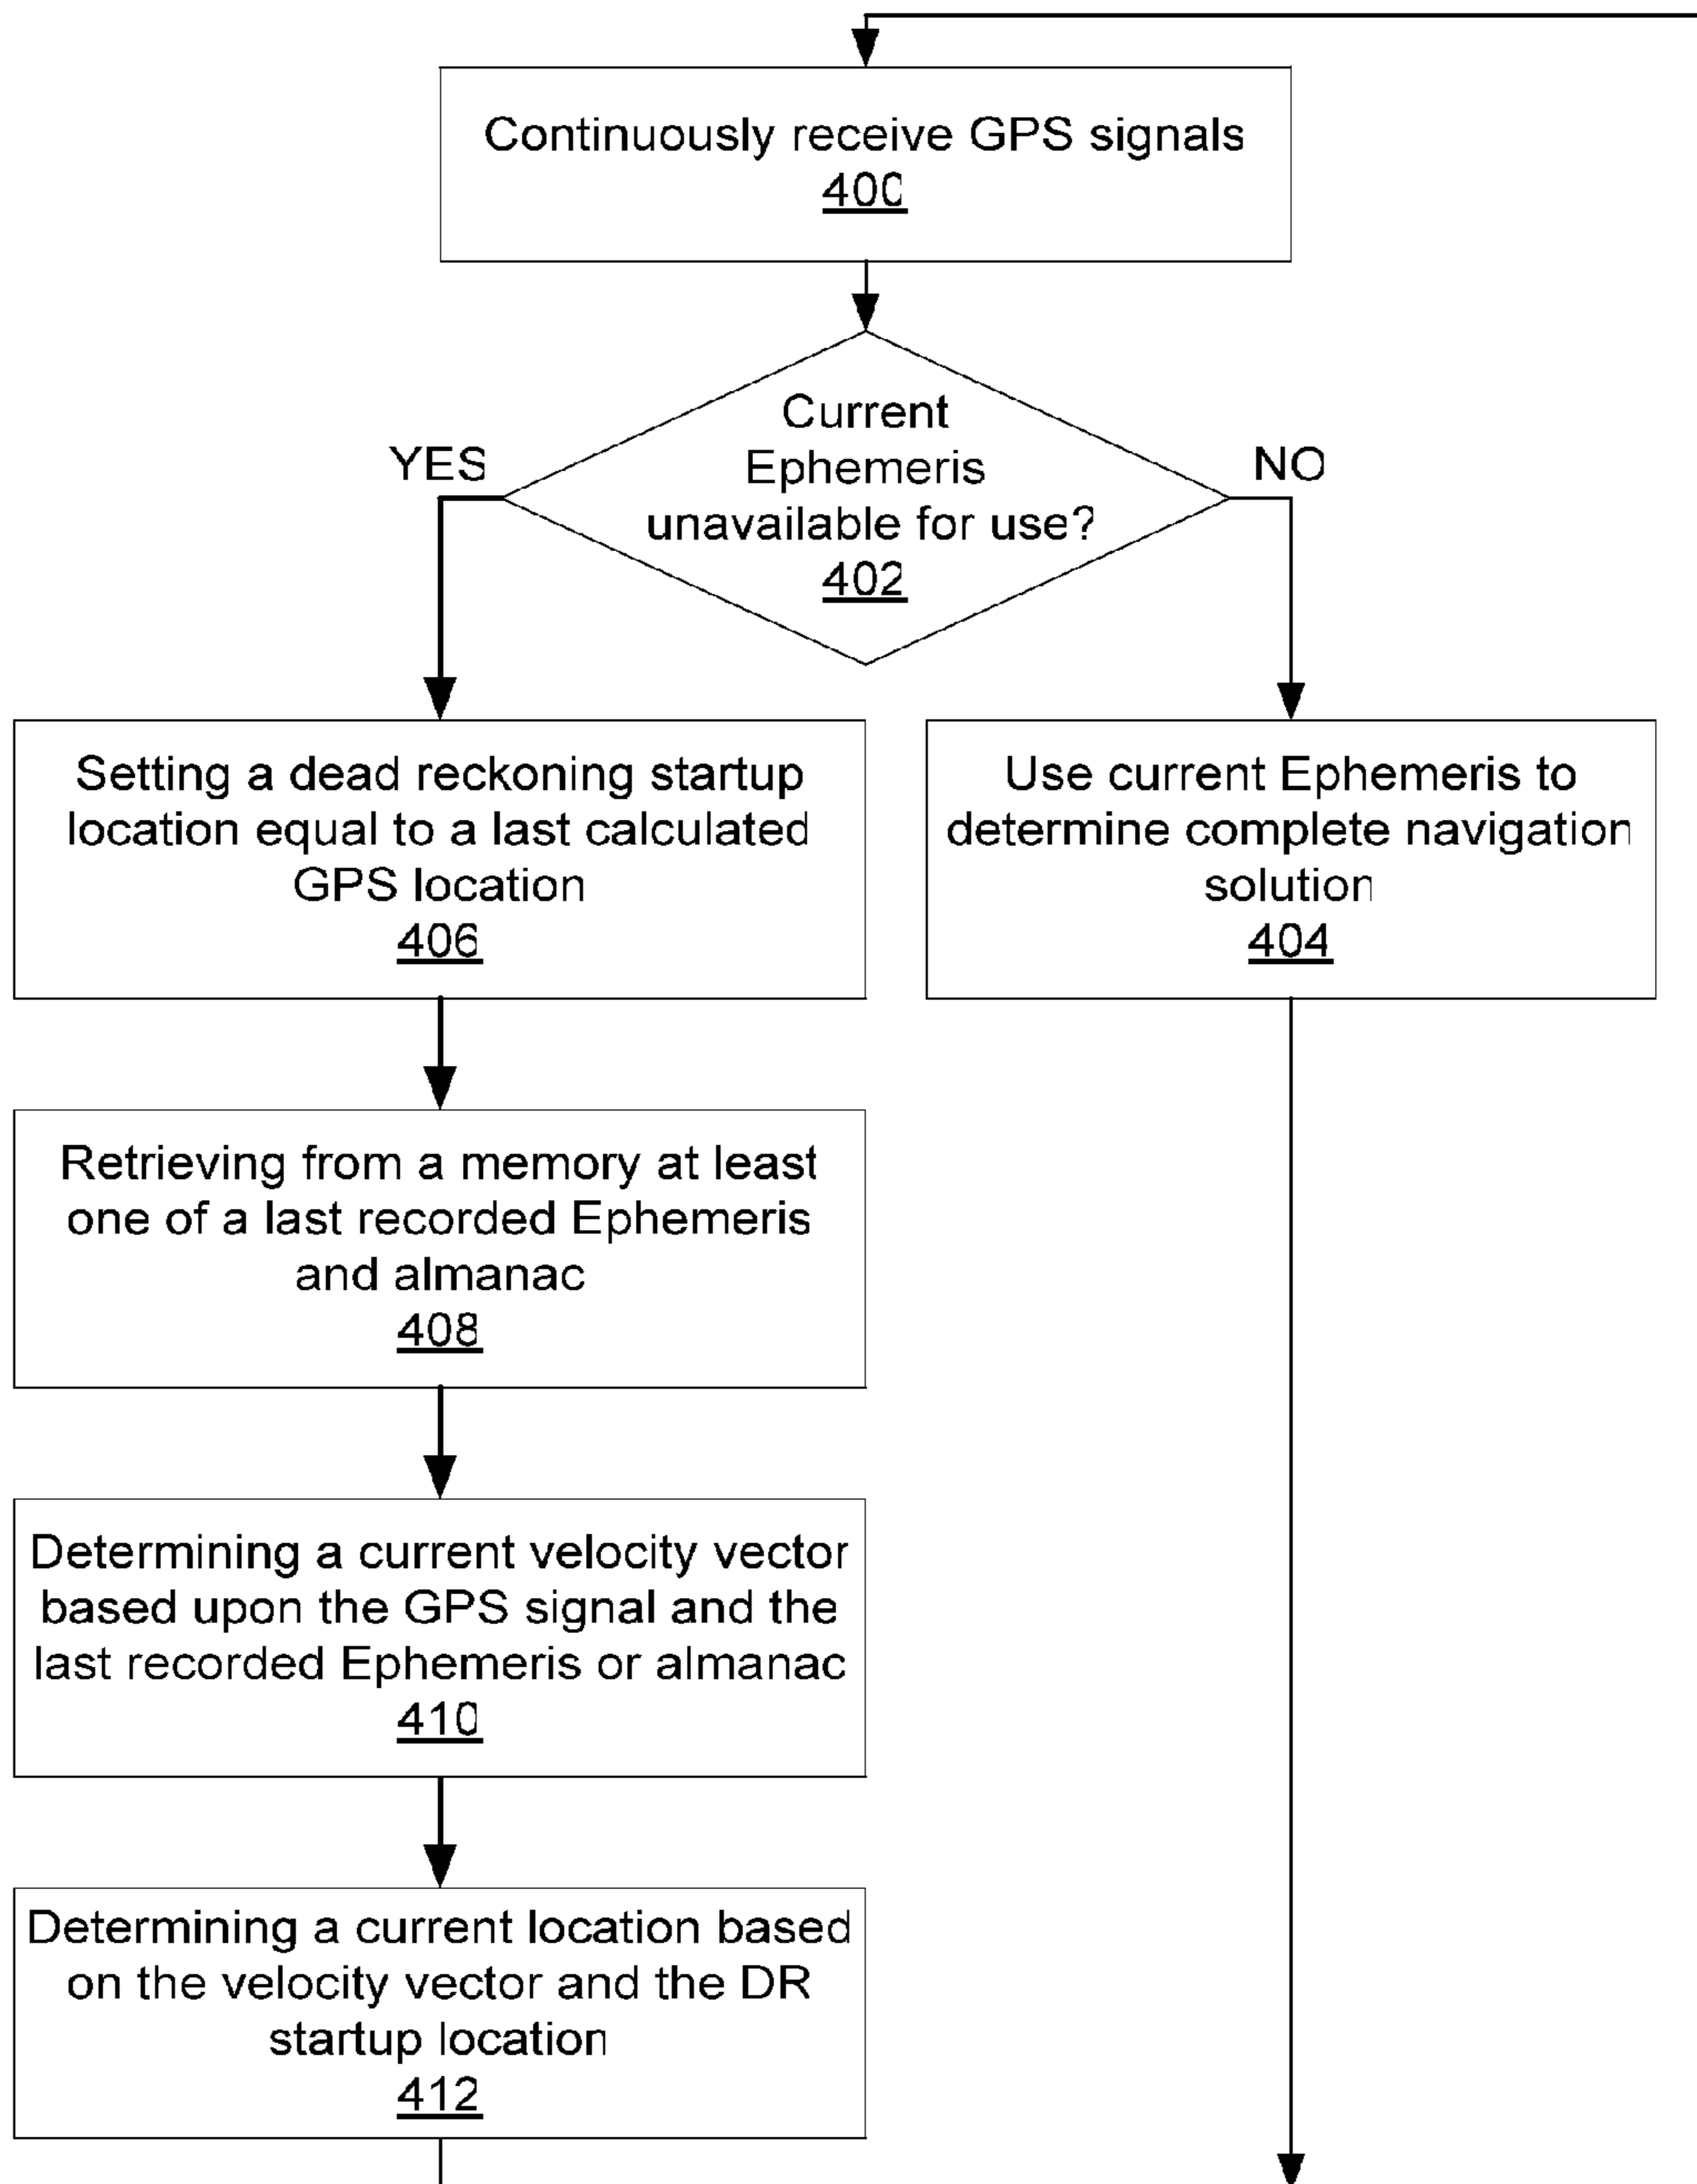 Continuously receive GPS signals
400
Current
Ephemeris
unavailable for use?
402
YES
NO
Setting a dead reckoning startup
location equal to a last calculated
GPS location
406
Use current Ephemeris to
determine complete navigation
solution
404
Retrieving from a memory at least
one of a last recorded Ephemeris
and almanac
408
Determining a current velocity vector
based upon the GPS signal and the
last recorded Ephemeris or almanac
410
Determining a current location based
on the velocity vector and the DR
startup location
412